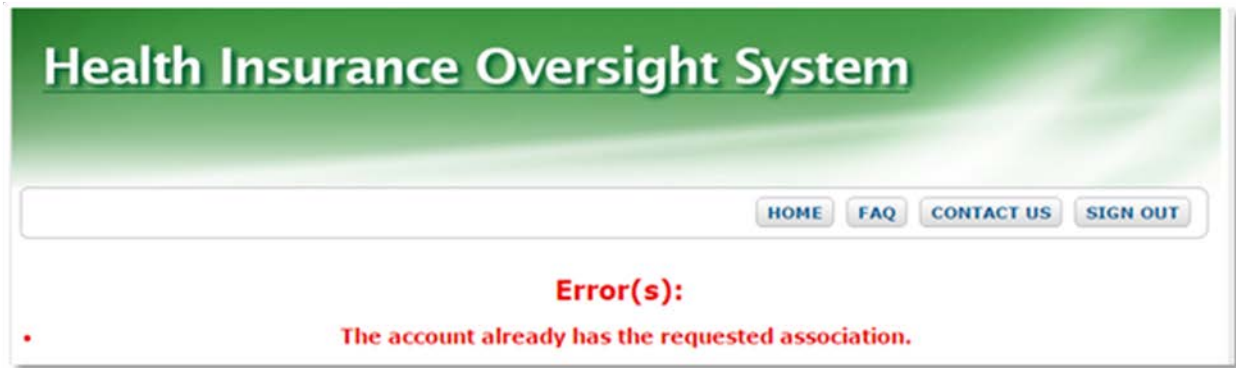 Health Insurance Oversight System
HOME FAQ CONTACT US SIGN OUT
Error(s):
• The account already has the requested association.